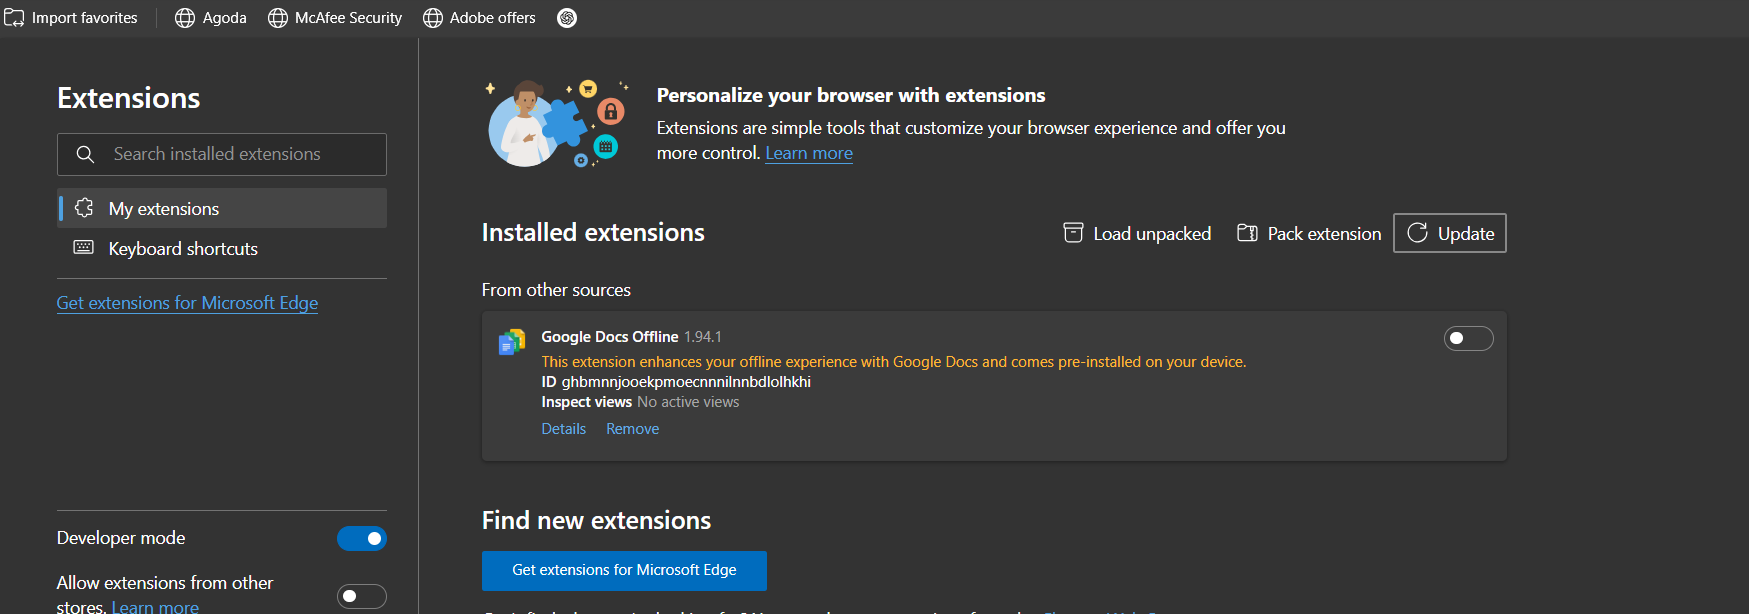 Import favorites
Agoda
McAfee Security
Adobe offers
Extensions
Search installed extensions
My extensions
Keyboard shortcuts
Get extensions for Microsoft Edge
Developer mode
Allow extensions from other
stores. Learn more
Personalize your browser with extensions
Extensions are simple tools that customize your browser experience and offer you
more control. Learn more
Installed extensions
Load unpacked
Pack extension
Update
From other sources
Google Docs Offline 1.94.1
This extension enhances your offline experience with Google Docs and comes pre-installed on your device.
ID ghbmnnjooekpmoecnnnilnnbdlolhkhi
Inspect views No active views
Details Remove
Find new extensions
Get extensions for Microsoft Edge